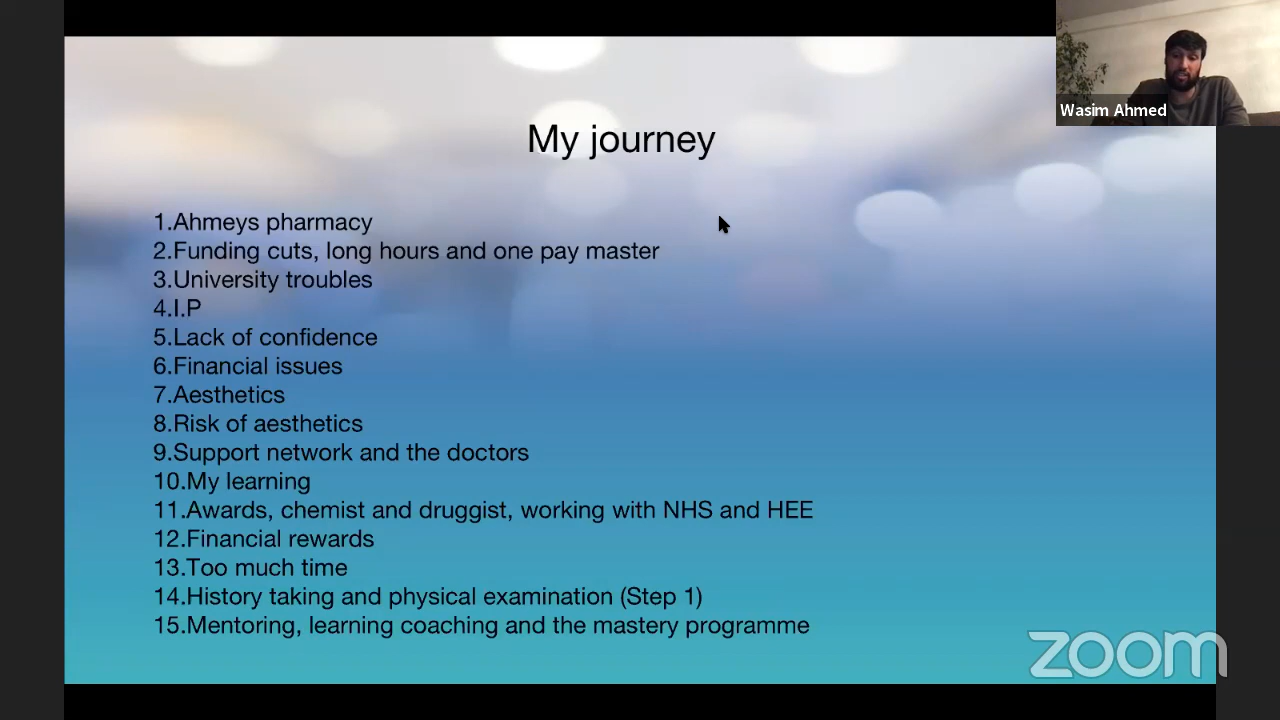 Wasim Ahmed
My journey
1.Ahmeys pharmacy
2.Funding cuts, long hours and one pay master
3.University troubles
4.I.P
5.Lack of confidence
6.Financial issues
7.Aesthetics
8.Risk of aesthetics
9.Support network and the doctors
10.My learning
11.Awards, chemist and druggist, working with NHS and HEE
12.Financial rewards
13.Too much time
14.History taking and physical examination (Step 1)
15.Mentoring, learning coaching and the mastery programme
zoom